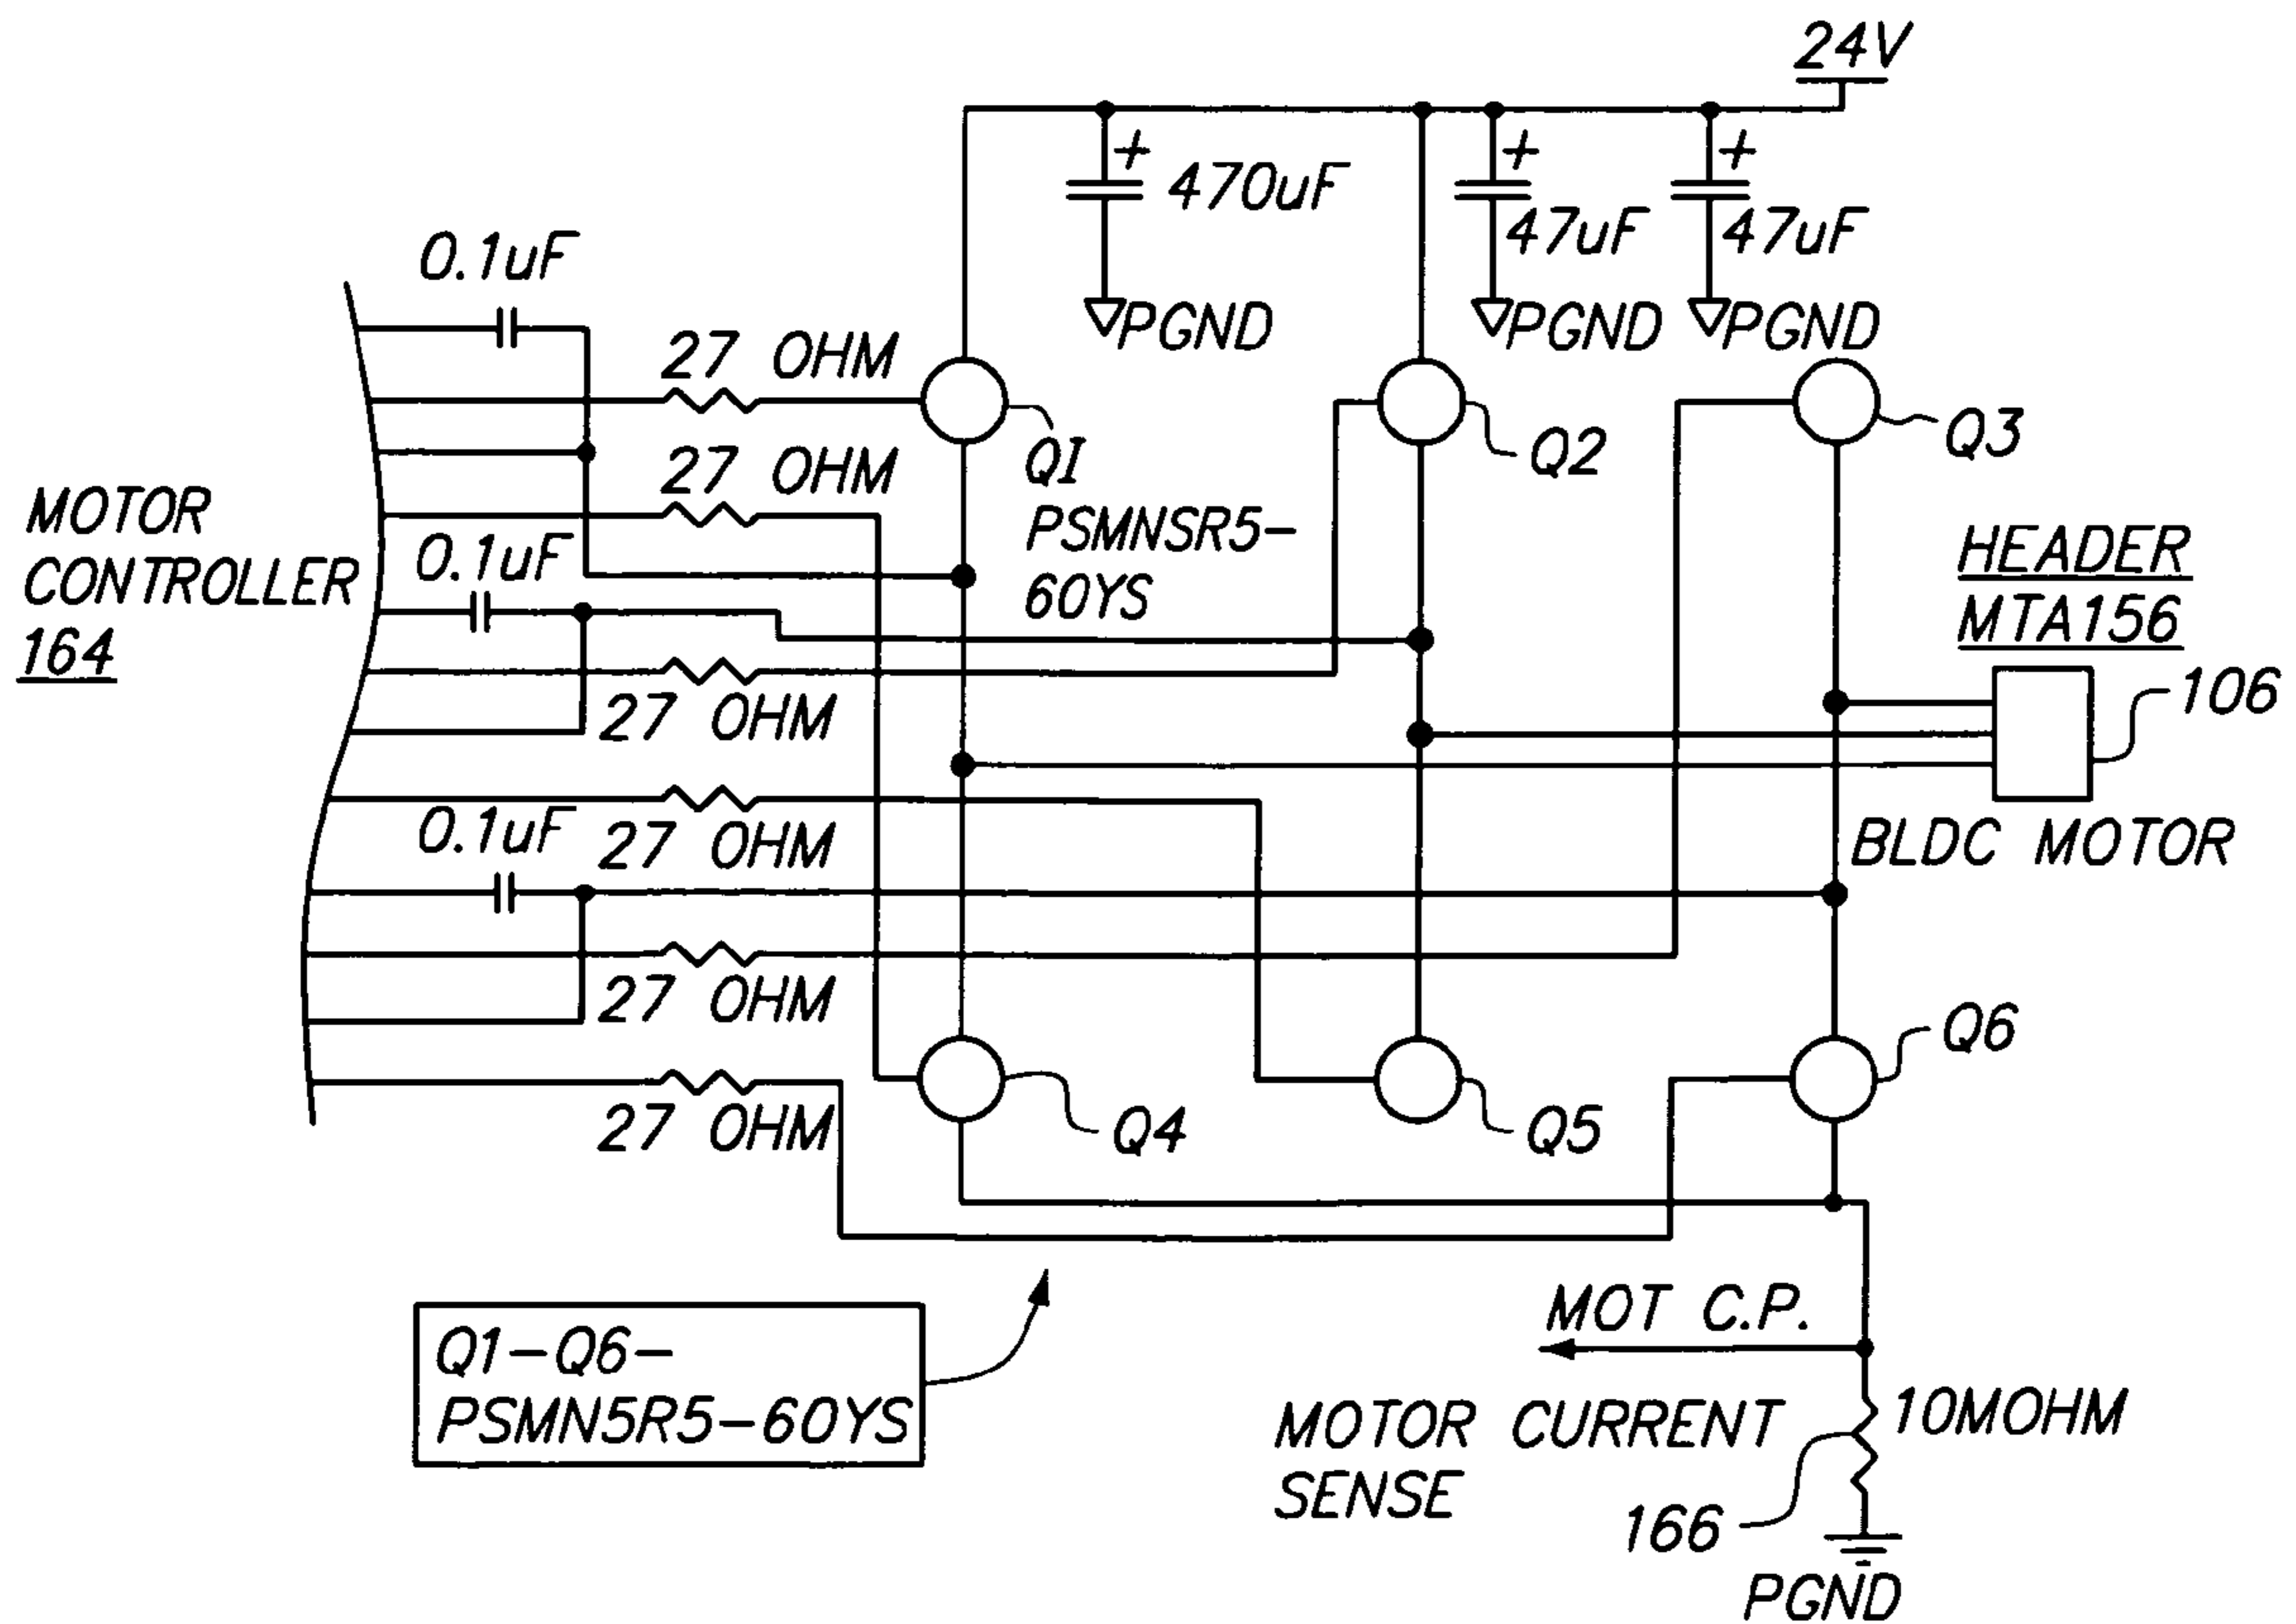 24V
470uF
47uF
47uF
PGND
PGND
PGND
0.1uF
27 OHM
Q1
PSMNSR5-
60YS
Q2
Q3
27 OHM
MOTOR
CONTROLLER
164
0.1uF
HEADER
MTA156
106
27 OHM
BLDC MOTOR
0.1uF
27 OHM
27 OHM
Q6
27 OHM
Q4
Q5
Q1-Q6-
PSMN5R5-60YS
MOT C.P.
MOTOR CURRENT
SENSE
10MOHM
166
PGND